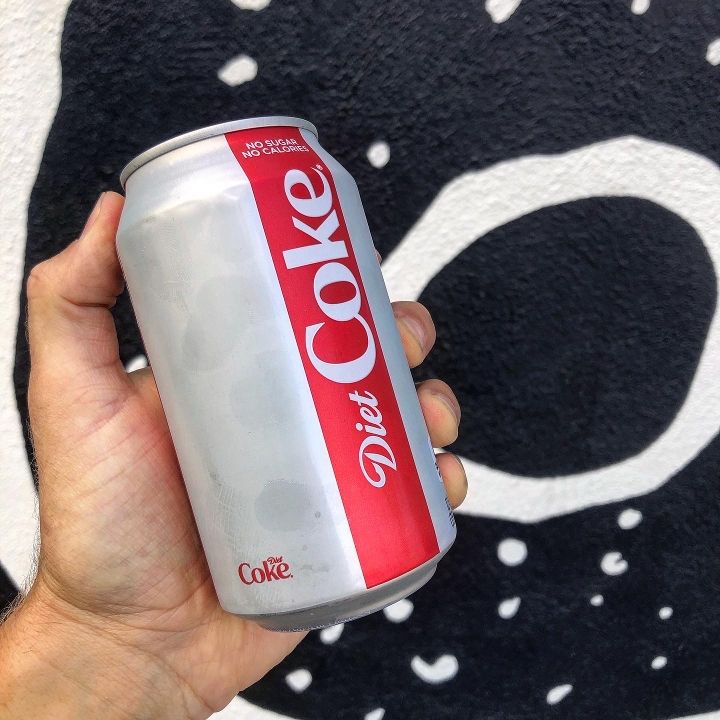 NO SUGAR
NO CALORIES
Diet Coke®
Diet
Coke.